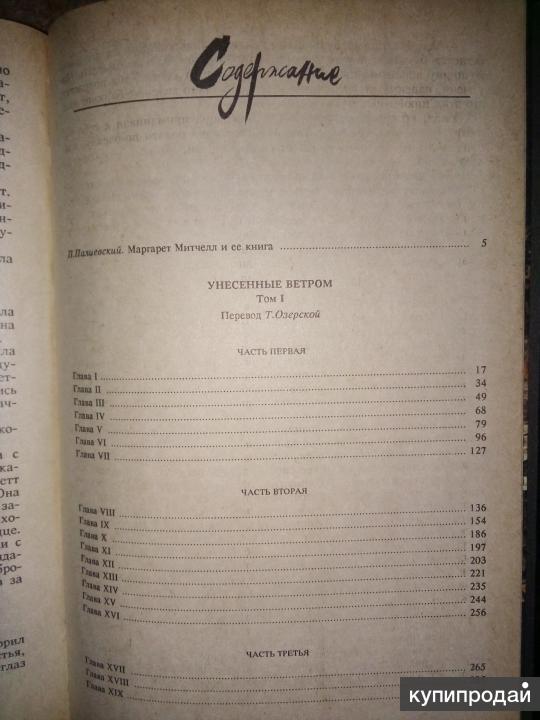 Содержание
П.Палиевский. Маргарет Митчелл и ее книга 5
УНЕСЕННЫЕ ВЕТРОМ
Том I
Перевод Т.Озерской
ЧАСТЬ ПЕРВАЯ
Глава I 17
Глава II 34
Глава III 49
Глава IV 68
Глава V 79
Глава VI 96
Глава VII 127
ЧАСТЬ ВТОРАЯ
Глава VIII 136
Глава IX 154
Глава X 186
Глава XI 197
Глава XII 203
Глава XIII 221
Глава XIV 235
Глава XV 244
Глава XVI 256
ЧАСТЬ ТРЕТЬЯ
Глава XVII 265
Глава XVIII
Глава XIX
купипродай